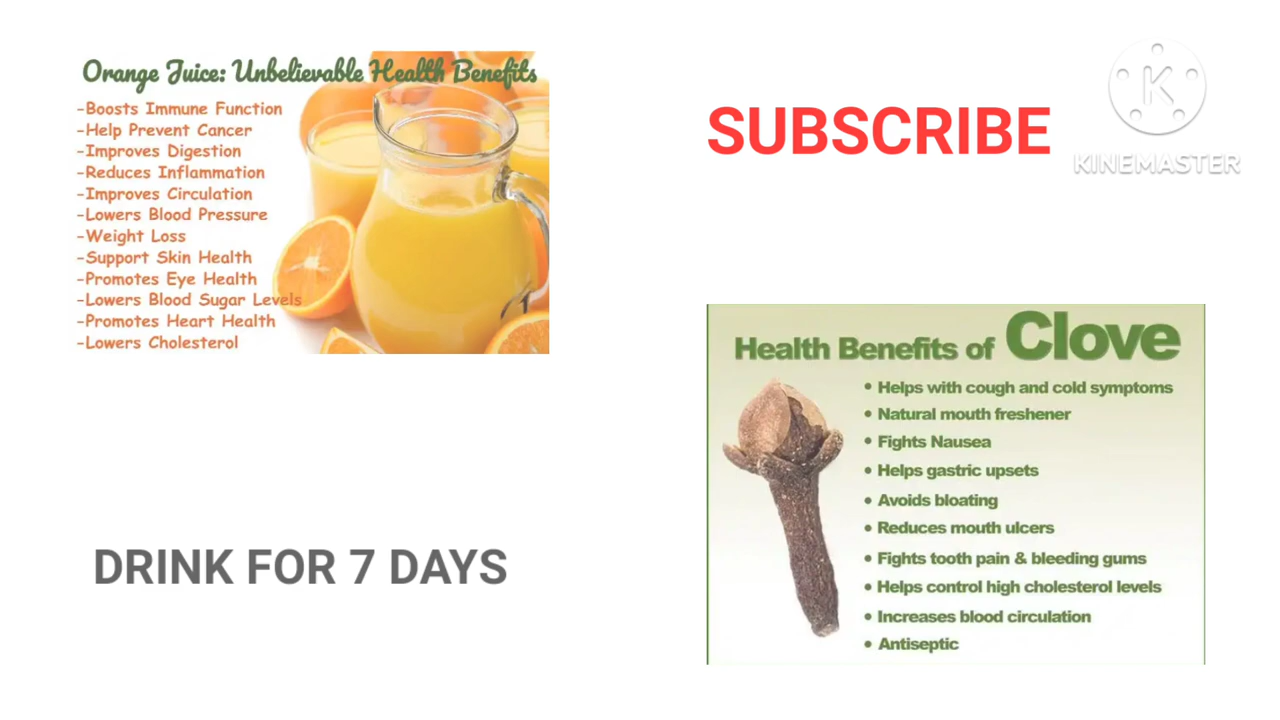 Orange Juice: Unbelievable Health Benefits
-Boosts Immune Function
-Help Prevent Cancer
-Improves Digestion
-Reduces Inflammation
-Improves Circulation
-Lowers Blood Pressure
-Weight Loss
-Support Skin Health
-Promotes Eye Health
-Lowers Blood Sugar Levels
-Promotes Heart Health
-Lowers Cholesterol
SUBSCRIBE
K
KINEMASTER
Health Benefits of Clove
• Helps with cough and cold symptoms
• Natural mouth freshener
• Fights Nausea
• Helps gastric upsets
• Avoids bloating
• Reduces mouth ulcers
• Fights tooth pain & bleeding gums
• Helps control high cholesterol levels
• Increases blood circulation
• Antiseptic
DRINK FOR 7 DAYS